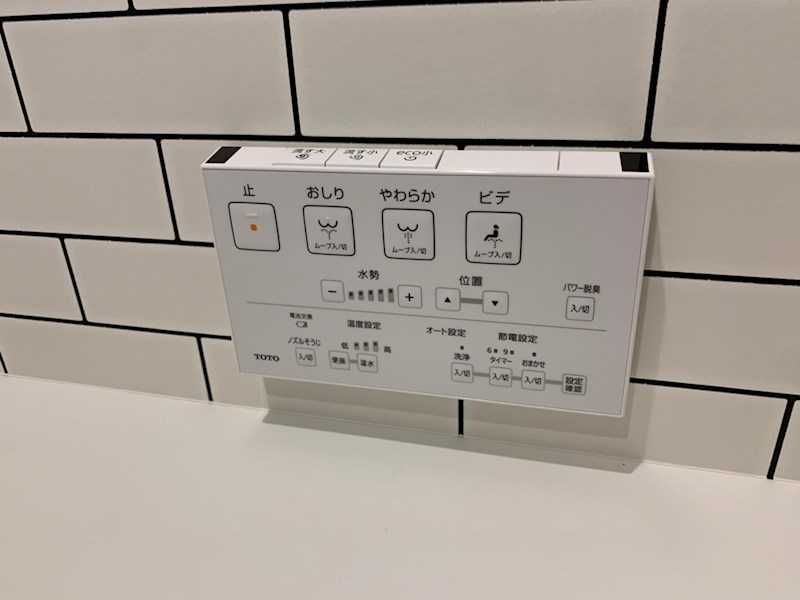 流す大 流す小 eco小
止 おしり やわらか ビデ
ムーブ入/切 ムーブ入/切 ムーブ入/切
水勢 位置
− + ▲ ▼
パワー脱臭
入/切
電池交換
温度設定 オート設定 節電設定
ノズルそうじ 低 高 洗浄 6 9 タイマー おまかせ
TOTO 入/切 便座 温水 入/切 入/切 入/切 設定確認